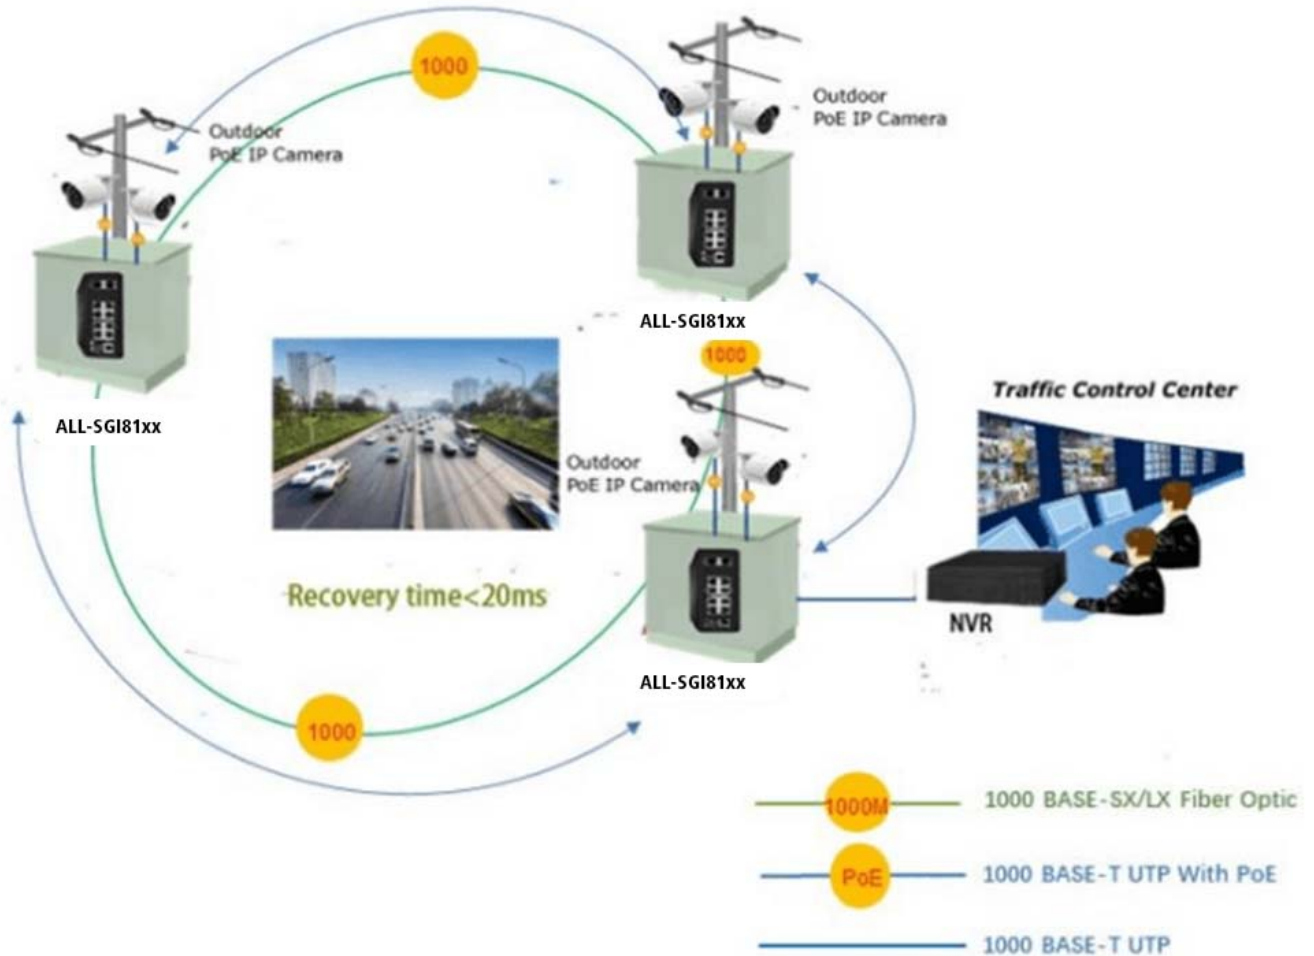 1000
Outdoor
PoE IP Camera
Outdoor
PoE IP Camera
ALL-SGI81xx
1000
Traffic Control Center
ALL-SGI81xx
Outdoor
PoE IP Camera
Recovery time<20ms
NVR
ALL-SGI81xx
1000
1000M
1000 BASE-SX/LX Fiber Optic
PoE
1000 BASE-T UTP With PoE
1000 BASE-T UTP